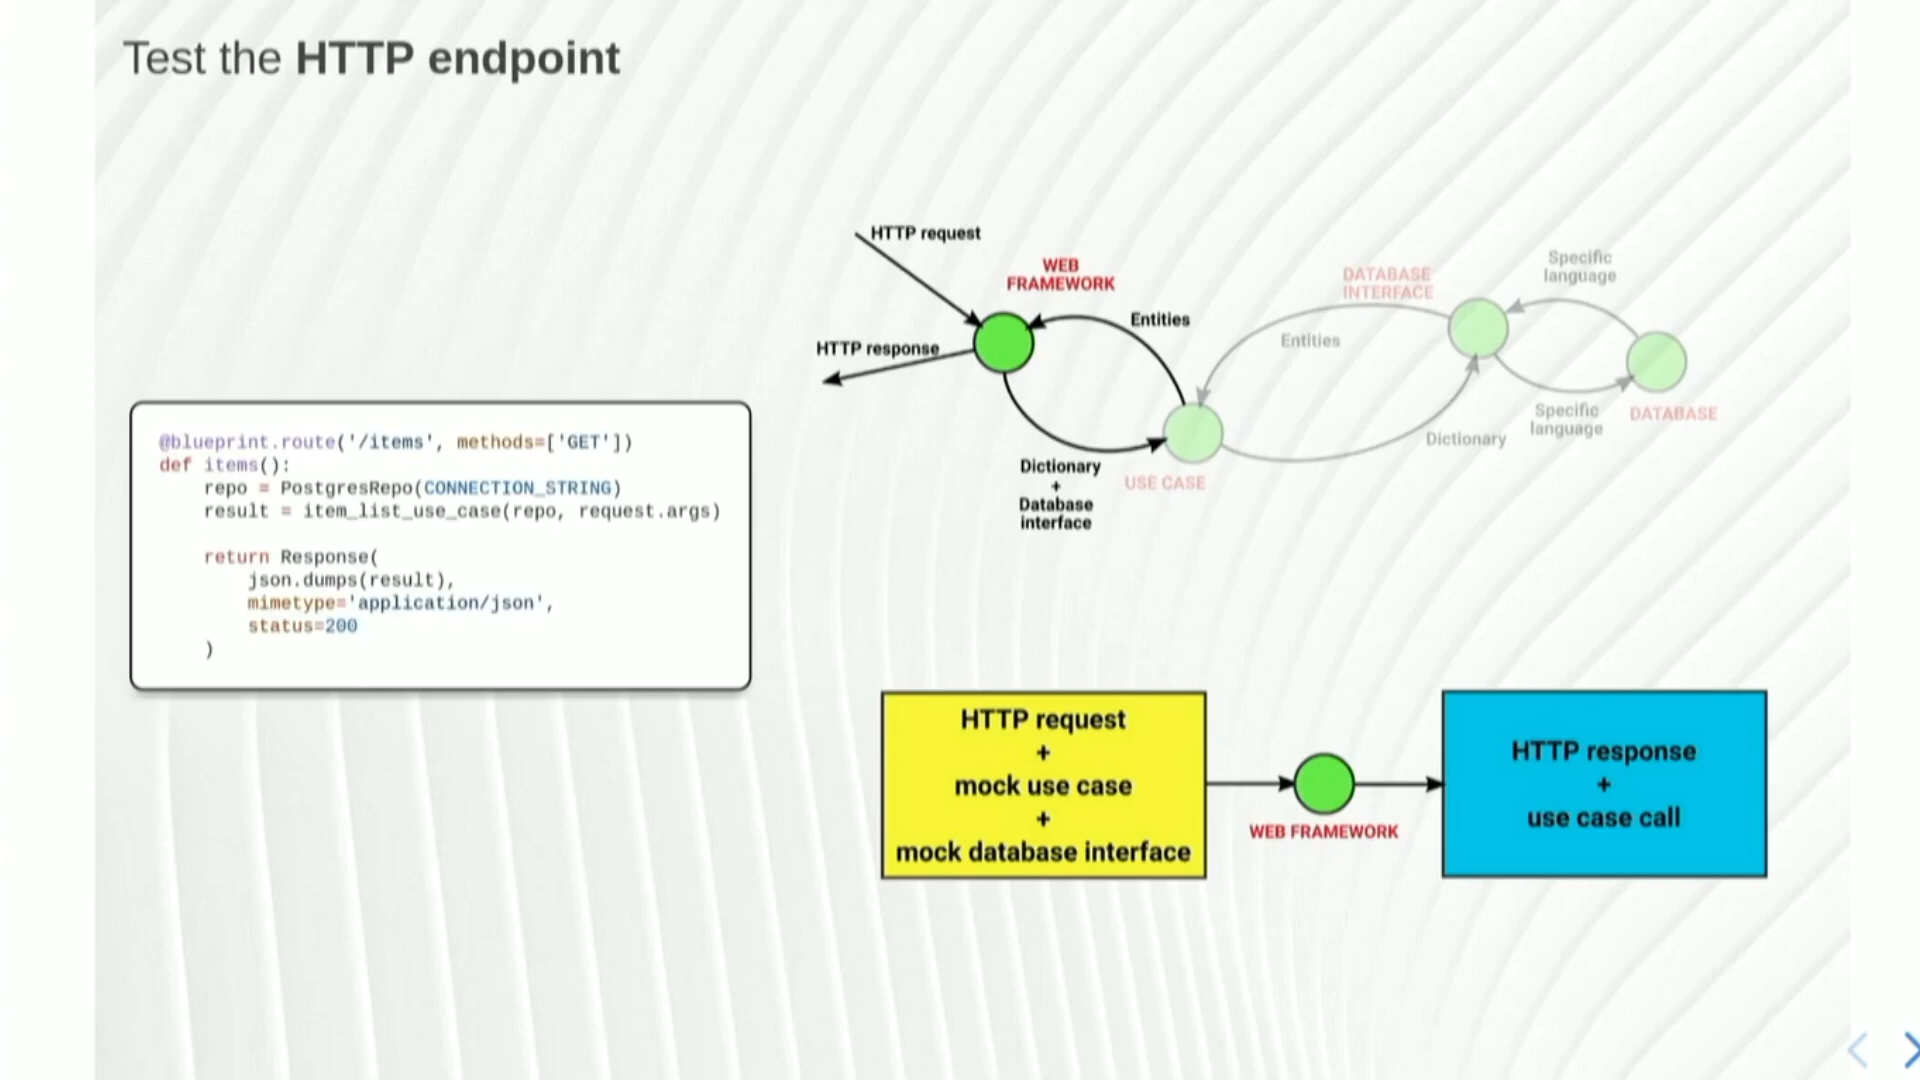 Test the HTTP endpoint
@blueprint.route('/items', methods=['GET'])
def items():
    repo = PostgresRepo(CONNECTION_STRING)
    result = item_list_use_case(repo, request.args)
    return Response(
        json.dumps(result),
        mimetype='application/json',
        status=200
    )
HTTP request
WEB
FRAMEWORK
HTTP response
Entities
Dictionary
+
Database
interface
USE CASE
Entities
DATABASE
INTERFACE
Dictionary
Specific
language
Specific
language
DATABASE
HTTP request
+
mock use case
+
mock database interface
WEB FRAMEWORK
HTTP response
+
use case call